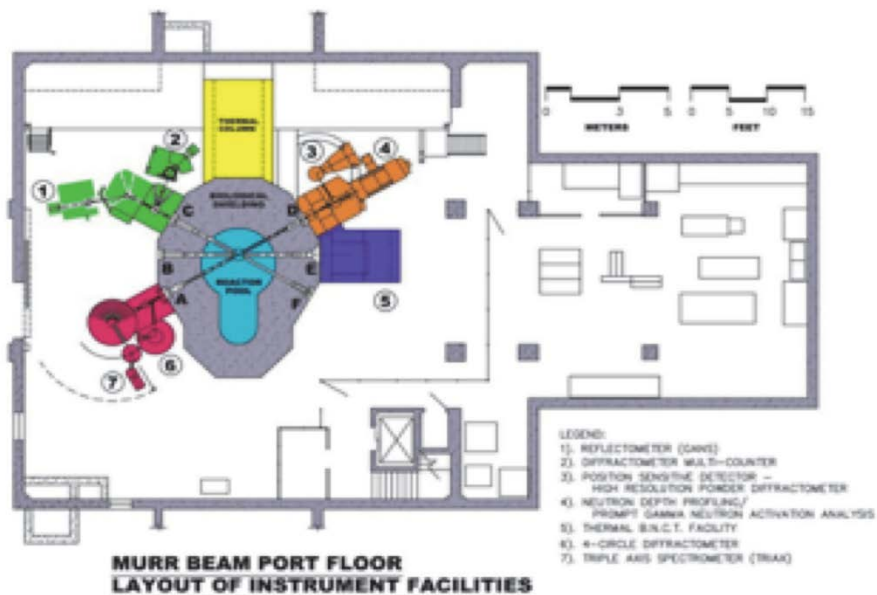 THERMAL
COLUMN
BIOLOGICAL
SHIELDING
REACTION
POOL
1
2
3
4
5
6
7
A
B
C
D
E
F
0 3 5
METERS
0 5 10 15
FEET
LEGEND:
1). REFLECTOMETER (GANS)
2). DIFFRACTOMETER MULTI-COUNTER
3). POSITION SENSITIVE DETECTOR -
HIGH RESOLUTION POWDER DIFFRACTOMETER
4). NEUTRON DEPTH PROFILING/
PROMPT GAMMA NEUTRON ACTIVATION ANALYSIS
5). THERMAL B.N.C.T. FACILITY
6). 4-CIRCLE DIFFRACTOMETER
7). TRIPLE AXIS SPECTROMETER (TRIAX)
MURR BEAM PORT FLOOR
LAYOUT OF INSTRUMENT FACILITIES